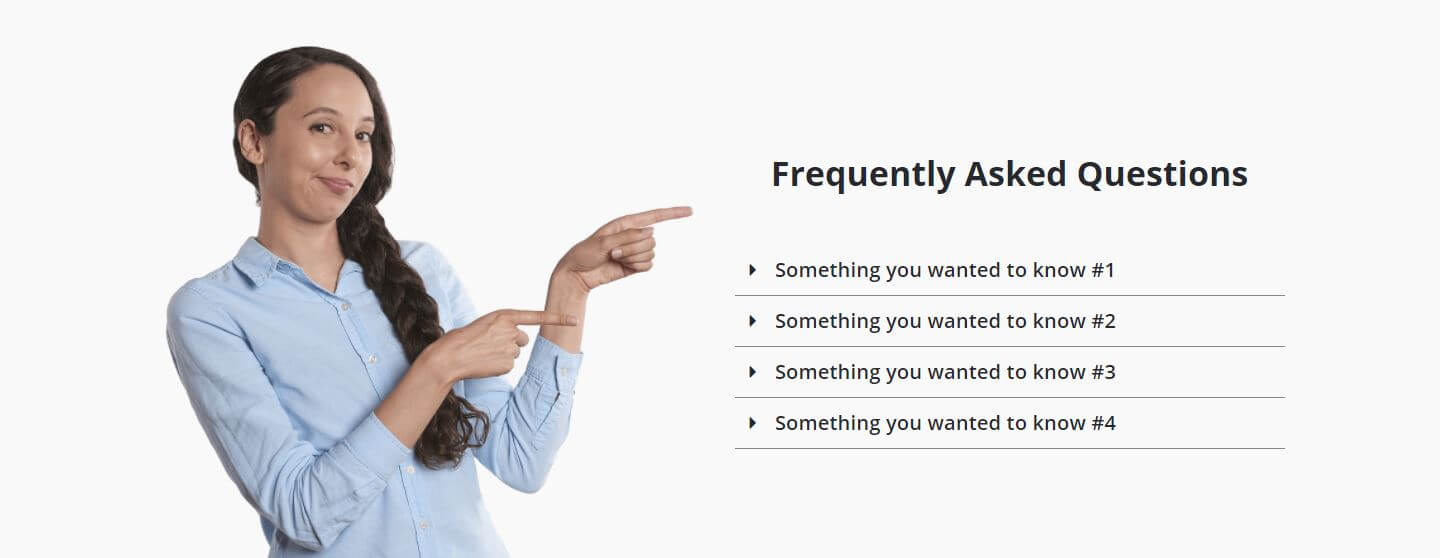 Frequently Asked Questions
Something you wanted to know #1
Something you wanted to know #2
Something you wanted to know #3
Something you wanted to know #4